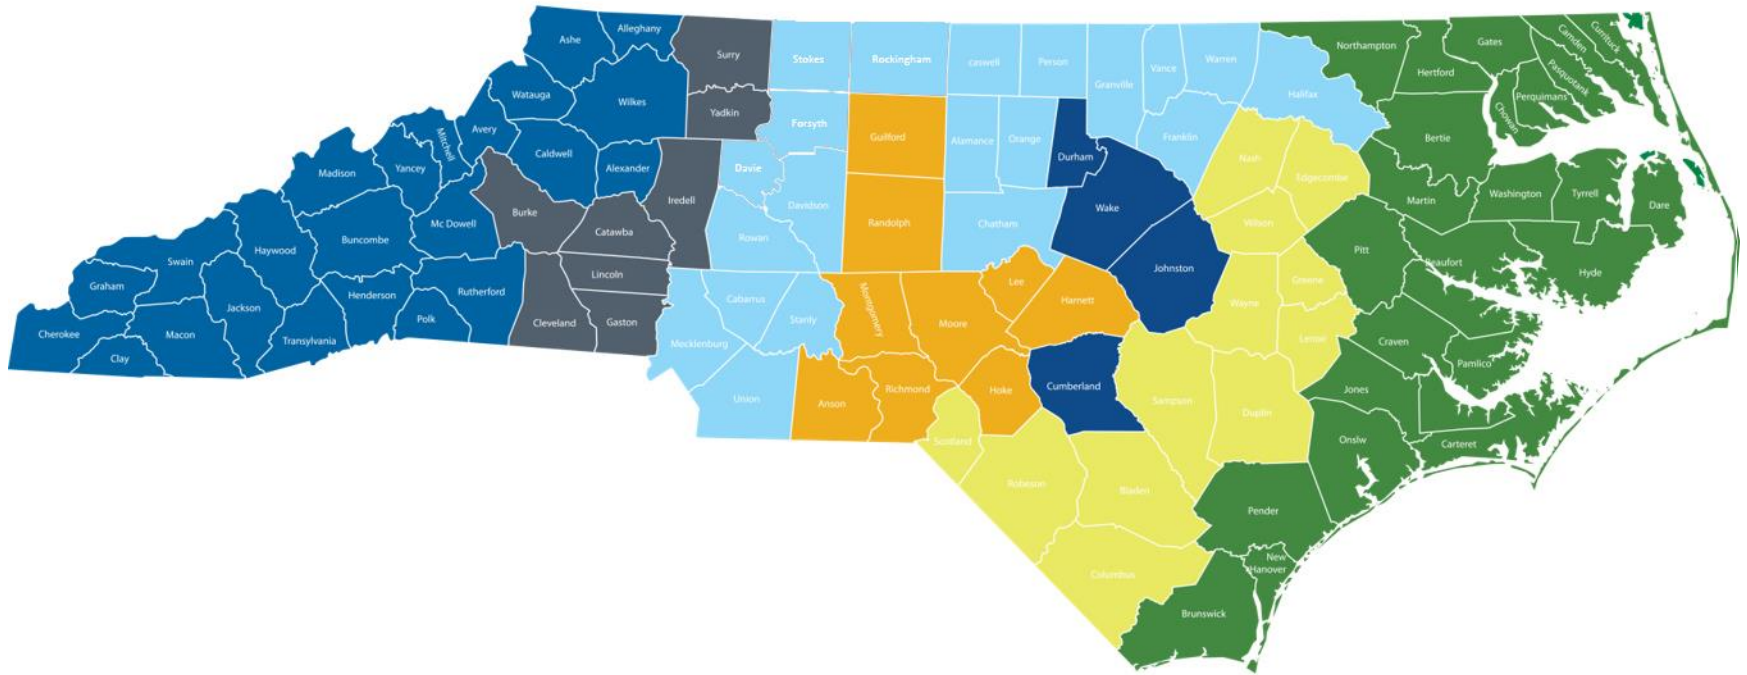 Ashe
Alleghany
Surry
Stokes
Rockingham
caswell
Person
Granville
Vance
Warren
Halifax
Northampton
Gates
Camden
Currituck
Hertford
Pasquotank
Perquimans
Chowan
Watauga
Wilkes
Yadkin
Forsyth
Guilford
Alamance
Orange
Durham
Franklin
Nash
Edgecombe
Bertie
Mitchell
Avery
Caldwell
Alexander
Davie
Madison
Yancey
Iredell
Davidson
Randolph
Chatham
Wake
Wilson
Martin
Washington
Tyrrell
Dare
Burke
Mc Dowell
Catawba
Rowan
Buncombe
Haywood
Swain
Johnston
Pitt
Beaufort
Hyde
Graham
Jackson
Henderson
Rutherford
Lincoln
Cabarrus
Stanly
Montgomery
Moore
Lee
Harnett
Wayne
Greene
Cherokee
Clay
Macon
Transylvania
Polk
Cleveland
Gaston
Mecklenburg
Lenoir
Craven
Pamlico
Union
Anson
Richmond
Hoke
Cumberland
Sampson
Duplin
Jones
Onslw
Carteret
Scotland
Robeson
Bladen
Pender
Columbus
New
Hanover
Brunswick